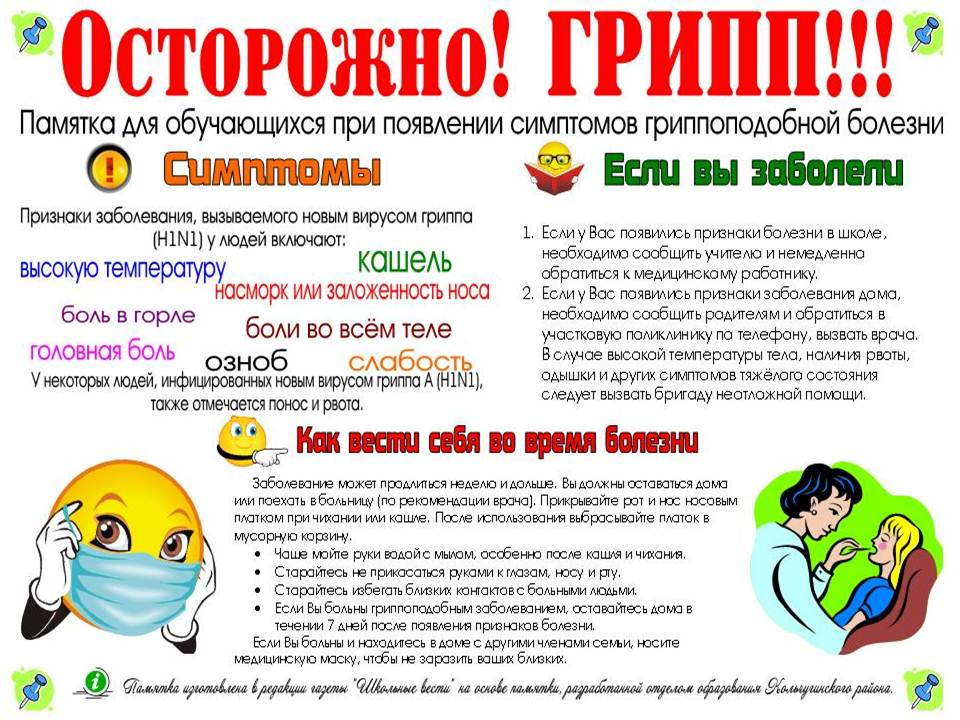 Осторожно! ГРИПП!!!
Памятка для обучающихся при появлении симптомов гриппоподобной болезни
Симптомы
Признаки заболевания, вызываемого новым вирусом гриппа
(H1N1) у людей включают:
высокую температуру
кашель
насморк или заложенность носа
боль в горле
боли во всём теле
головная боль
озноб
слабость
У некоторых людей, инфицированных новым вирусом гриппа А (H1N1),
также отмечается понос и рвота.
Если вы заболели
1. Если у Вас появились признаки болезни в школе,
необходимо сообщить учителю и немедленно
обратиться к медицинскому работнику.
2. Если у Вас появились признаки заболевания дома,
необходимо сообщить родителям и обратиться в
участковую поликлинику по телефону, вызвать врача.
В случае высокой температуры тела, наличия рвоты,
одышки и других симптомов тяжёлого состояния
следует вызвать бригаду неотложной помощи.
Как вести себя во время болезни
Заболевание может продлиться неделю и дольше. Вы должны оставаться дома
или поехать в больницу (по рекомендации врача). Прикрывайте рот и нос носовым
платком при чихании или кашле. После использования выбрасывайте платок в
мусорную корзину.
• Чаще мойте руки водой с мылом, особенно после кашля и чихания.
• Старайтесь не прикасаться руками к глазам, носу и рту.
• Старайтесь избегать близких контактов с больными людьми.
• Если Вы больны гриппоподобным заболеванием, оставайтесь дома в
течении 7 дней после появления признаков болезни.
Если Вы больны и находитесь в доме с другими членами семьи, носите
медицинскую маску, чтобы не заразить ваших близких.
Памятка изготовлена в редакции газеты "Школьные вести" на основе памятки, разработанной отделом образования Кольчугинского района.